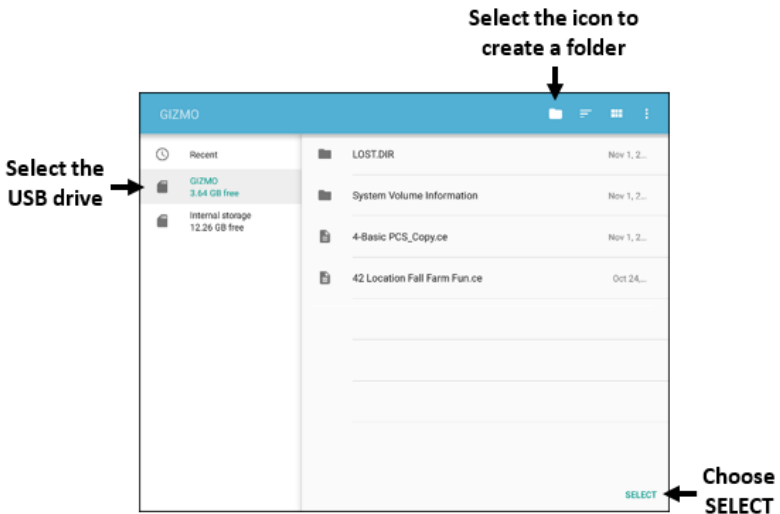 Select the icon to
create a folder
GIZMO
Select the
USB drive
Recent
GIZMO
3.64 GB free
Internal storage
12.26 GB free
LOST.DIR
Nov 1, 2...
System Volume Information
Nov 1, 2...
4-Basic PCS_Copy.ce
Nov 1, 2...
42 Location Fall Farm Fun.ce
Oct 24,...
SELECT
Choose
SELECT